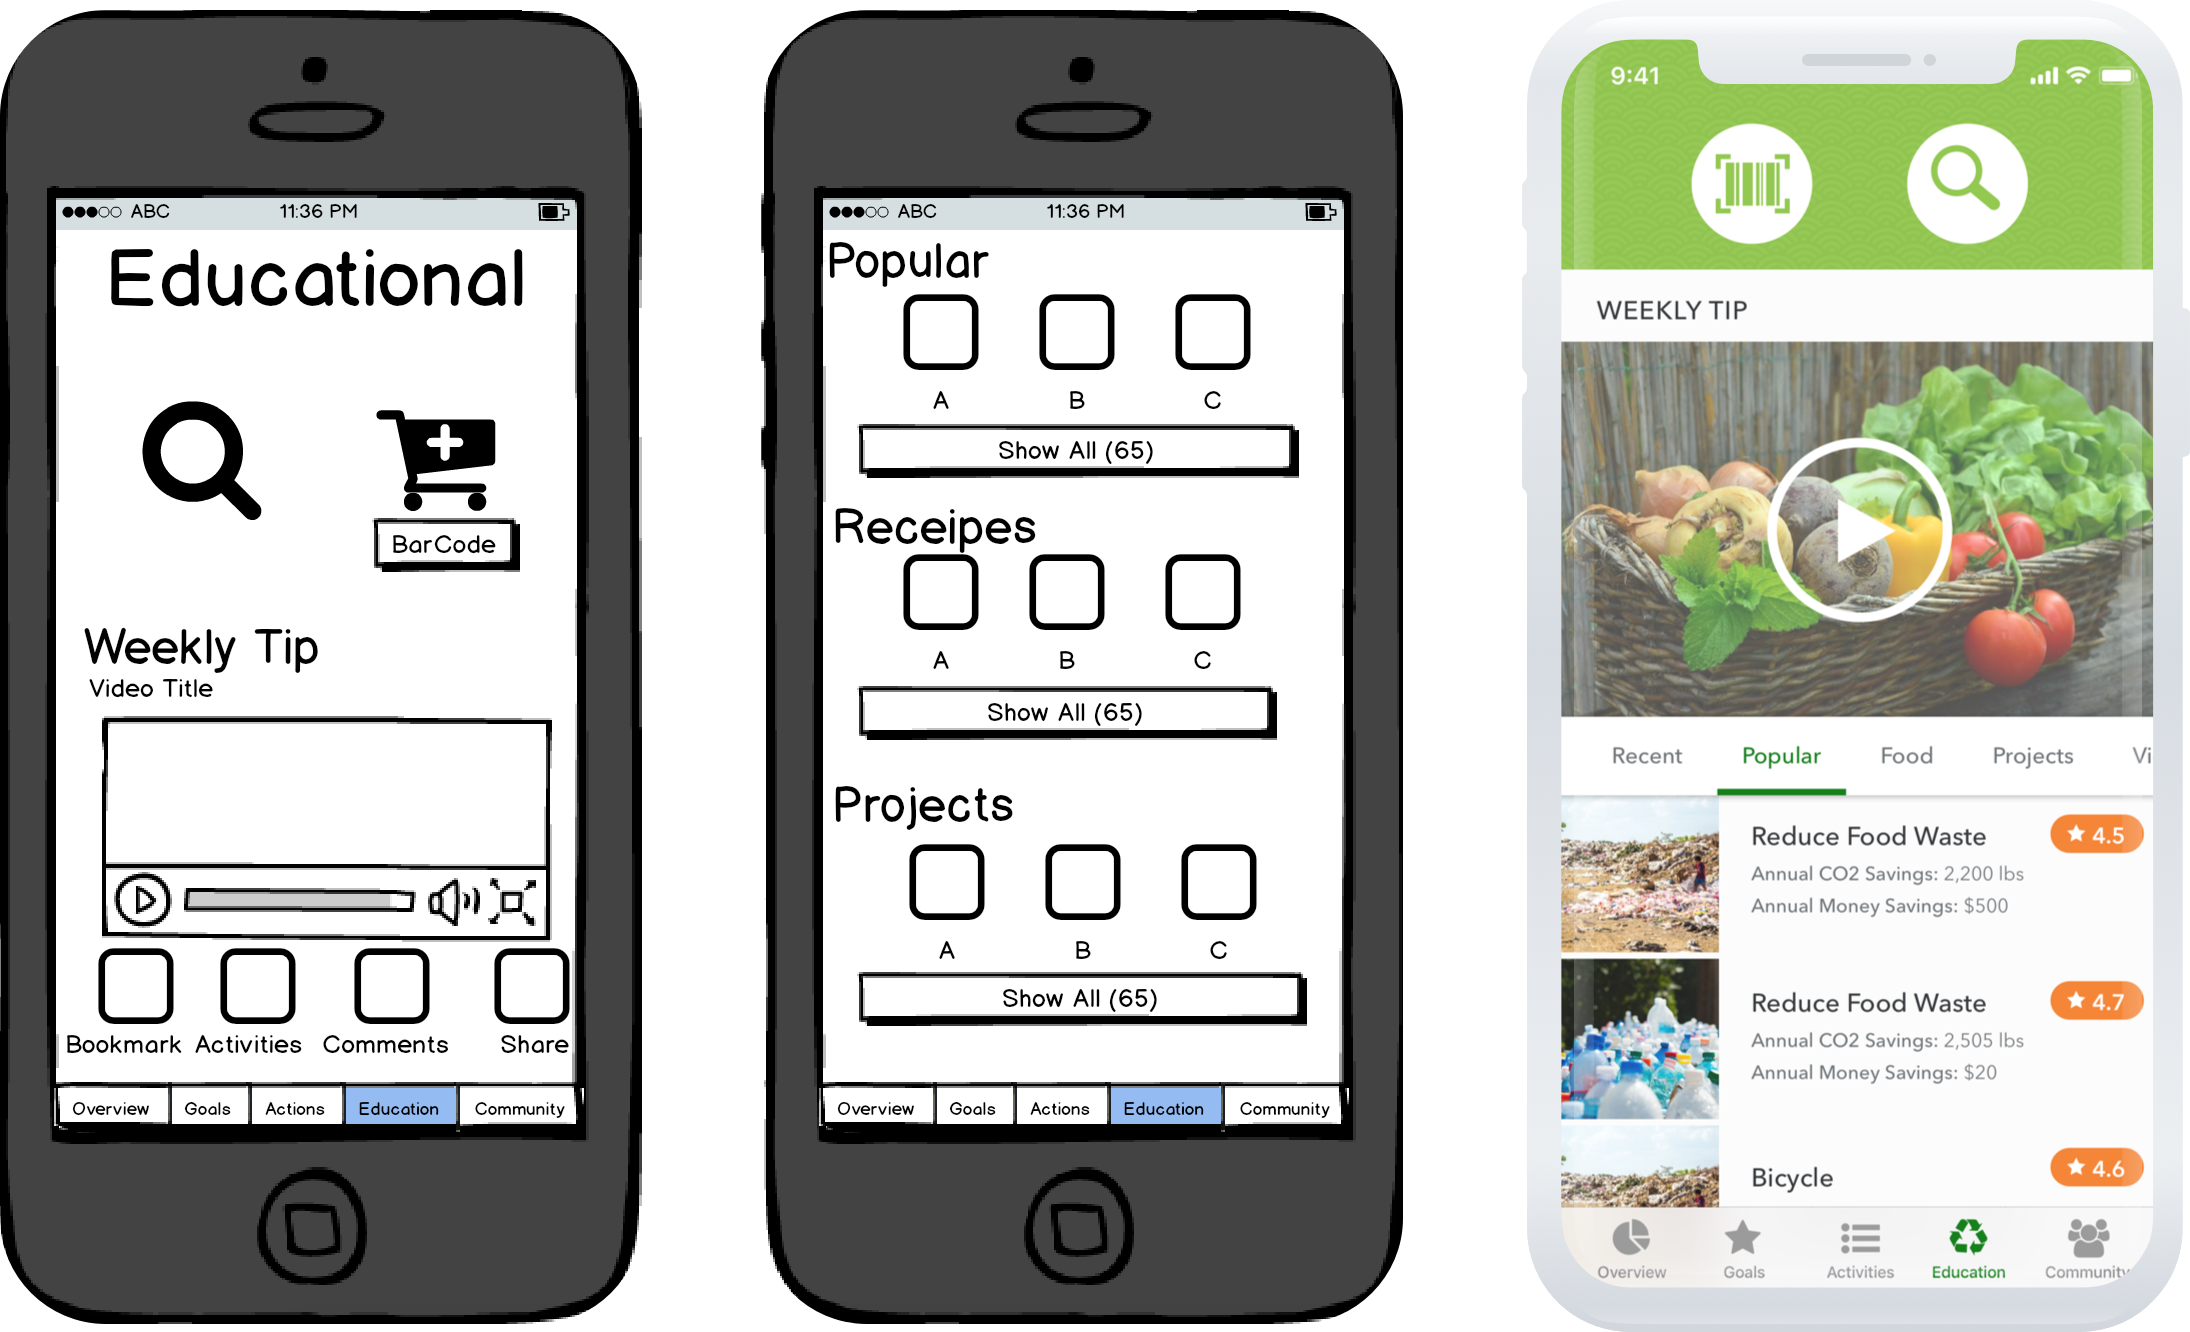 ABC 11:36 PM
Educational
BarCode
Weekly Tip
Video Title
Bookmark Activities Comments Share
Overview Goals Actions Education Community
ABC 11:36 PM
Popular
A B C
Show All (65)
Receipes
A B C
Show All (65)
Projects
A B C
Show All (65)
Overview Goals Actions Education Community
9:41
WEEKLY TIP
Recent Popular Food Projects Vi
Reduce Food Waste 4.5
Annual CO2 Savings: 2,200 lbs
Annual Money Savings: $500
Reduce Food Waste 4.7
Annual CO2 Savings: 2,505 lbs
Annual Money Savings: $20
Bicycle 4.6
Overview Goals Activities Education Community